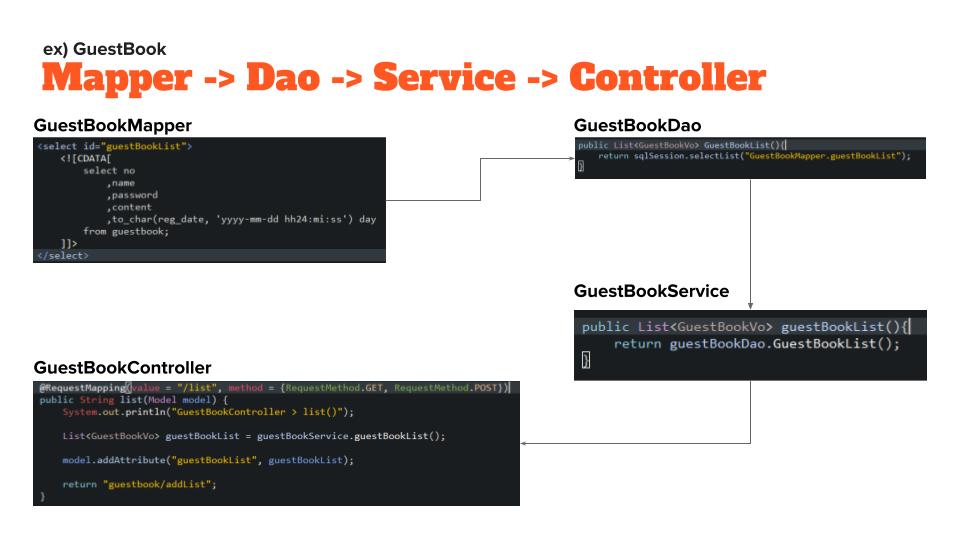 ex) GuestBook
Mapper -> Dao -> Service -> Controller
GuestBookMapper
<select id="guestBookList">
<![CDATA[
select no
,name
,password
,content
,to_char(reg_date, 'yyyy-mm-dd hh24:mi:ss') day
from guestbook;
]]>
</select>
GuestBookDao
public List<GuestBookVo> GuestBookList(){
return sqlSession.selectList("GuestBookMapper.guestBookList");
}
GuestBookService
public List<GuestBookVo> guestBookList(){
return guestBookDao.GuestBookList();
}
GuestBookController
@RequestMapping(value = "/list", method = {RequestMethod.GET, RequestMethod.POST})
public String list(Model model) {
System.out.println("GuestBookController > list()");
List<GuestBookVo> guestBookList = guestBookService.guestBookList();
model.addAttribute("guestBookList", guestBookList);
return "guestbook/addList";
}